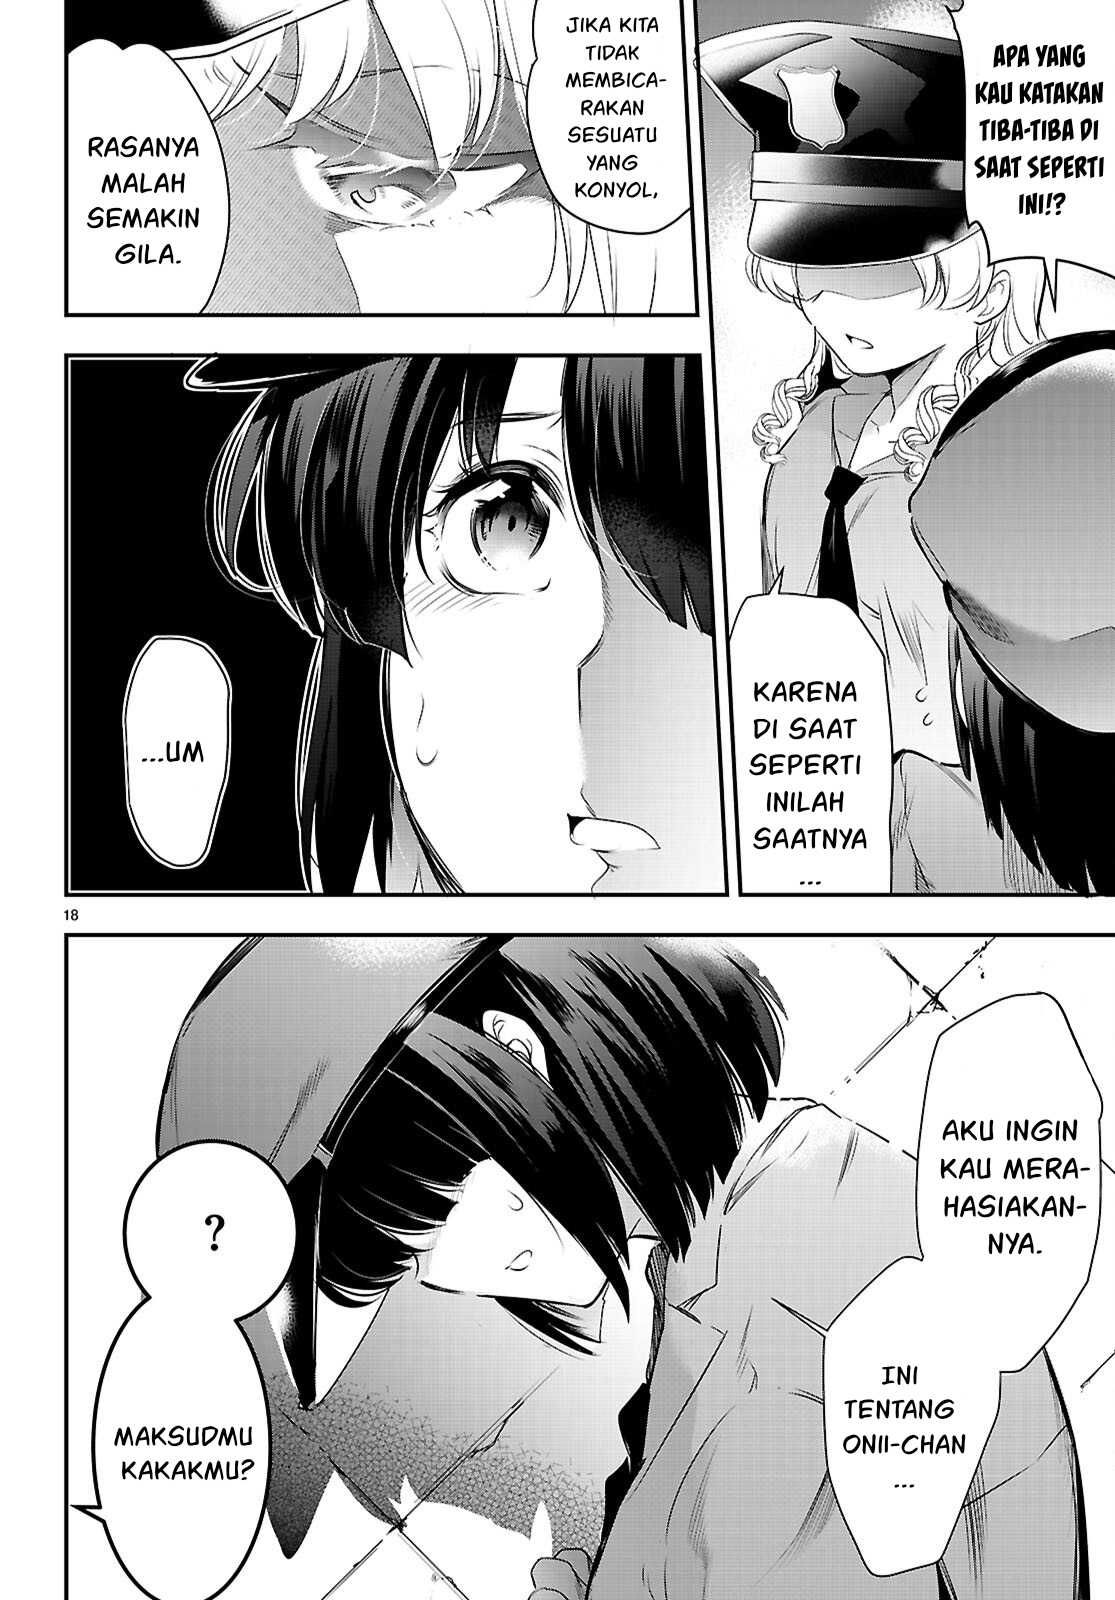 APA YANG
KAU KATAKAN
TIBA-TIBA DI
SAAT SEPERTI
INI!?
KARENA
DI SAAT
SEPERTI
INILAH
SAATNYA
...
JIKA KITA
TIDAK
MEMBICA-
RAKAN
SESUATU
YANG
KONYOL,
RASANYA
MALAH
SEMAKIN
GILA.
...UM
18
AKU INGIN
KAU MERA-
HASIAKAN-
NYA.
INI
TENTANG
ONII-CHAN
...
?
MAKSUDMU
KAKAKMU?